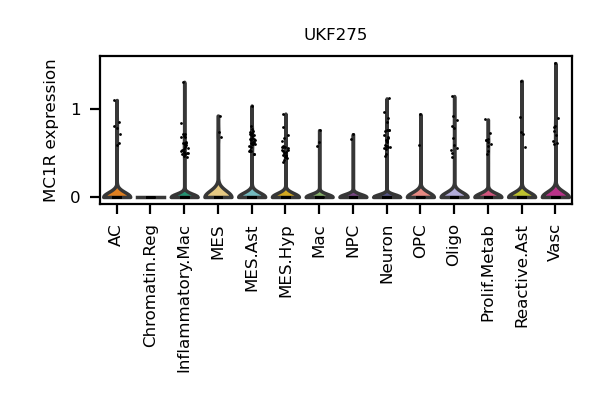 UKF275
MC1R expression
1
0
AC
Chromatin.Reg
Inflammatory.Mac
MES
MES.Ast
MES.Hyp
Mac
NPC
Neuron
OPC
Oligo
Prolif.Metab
Reactive.Ast
Vasc